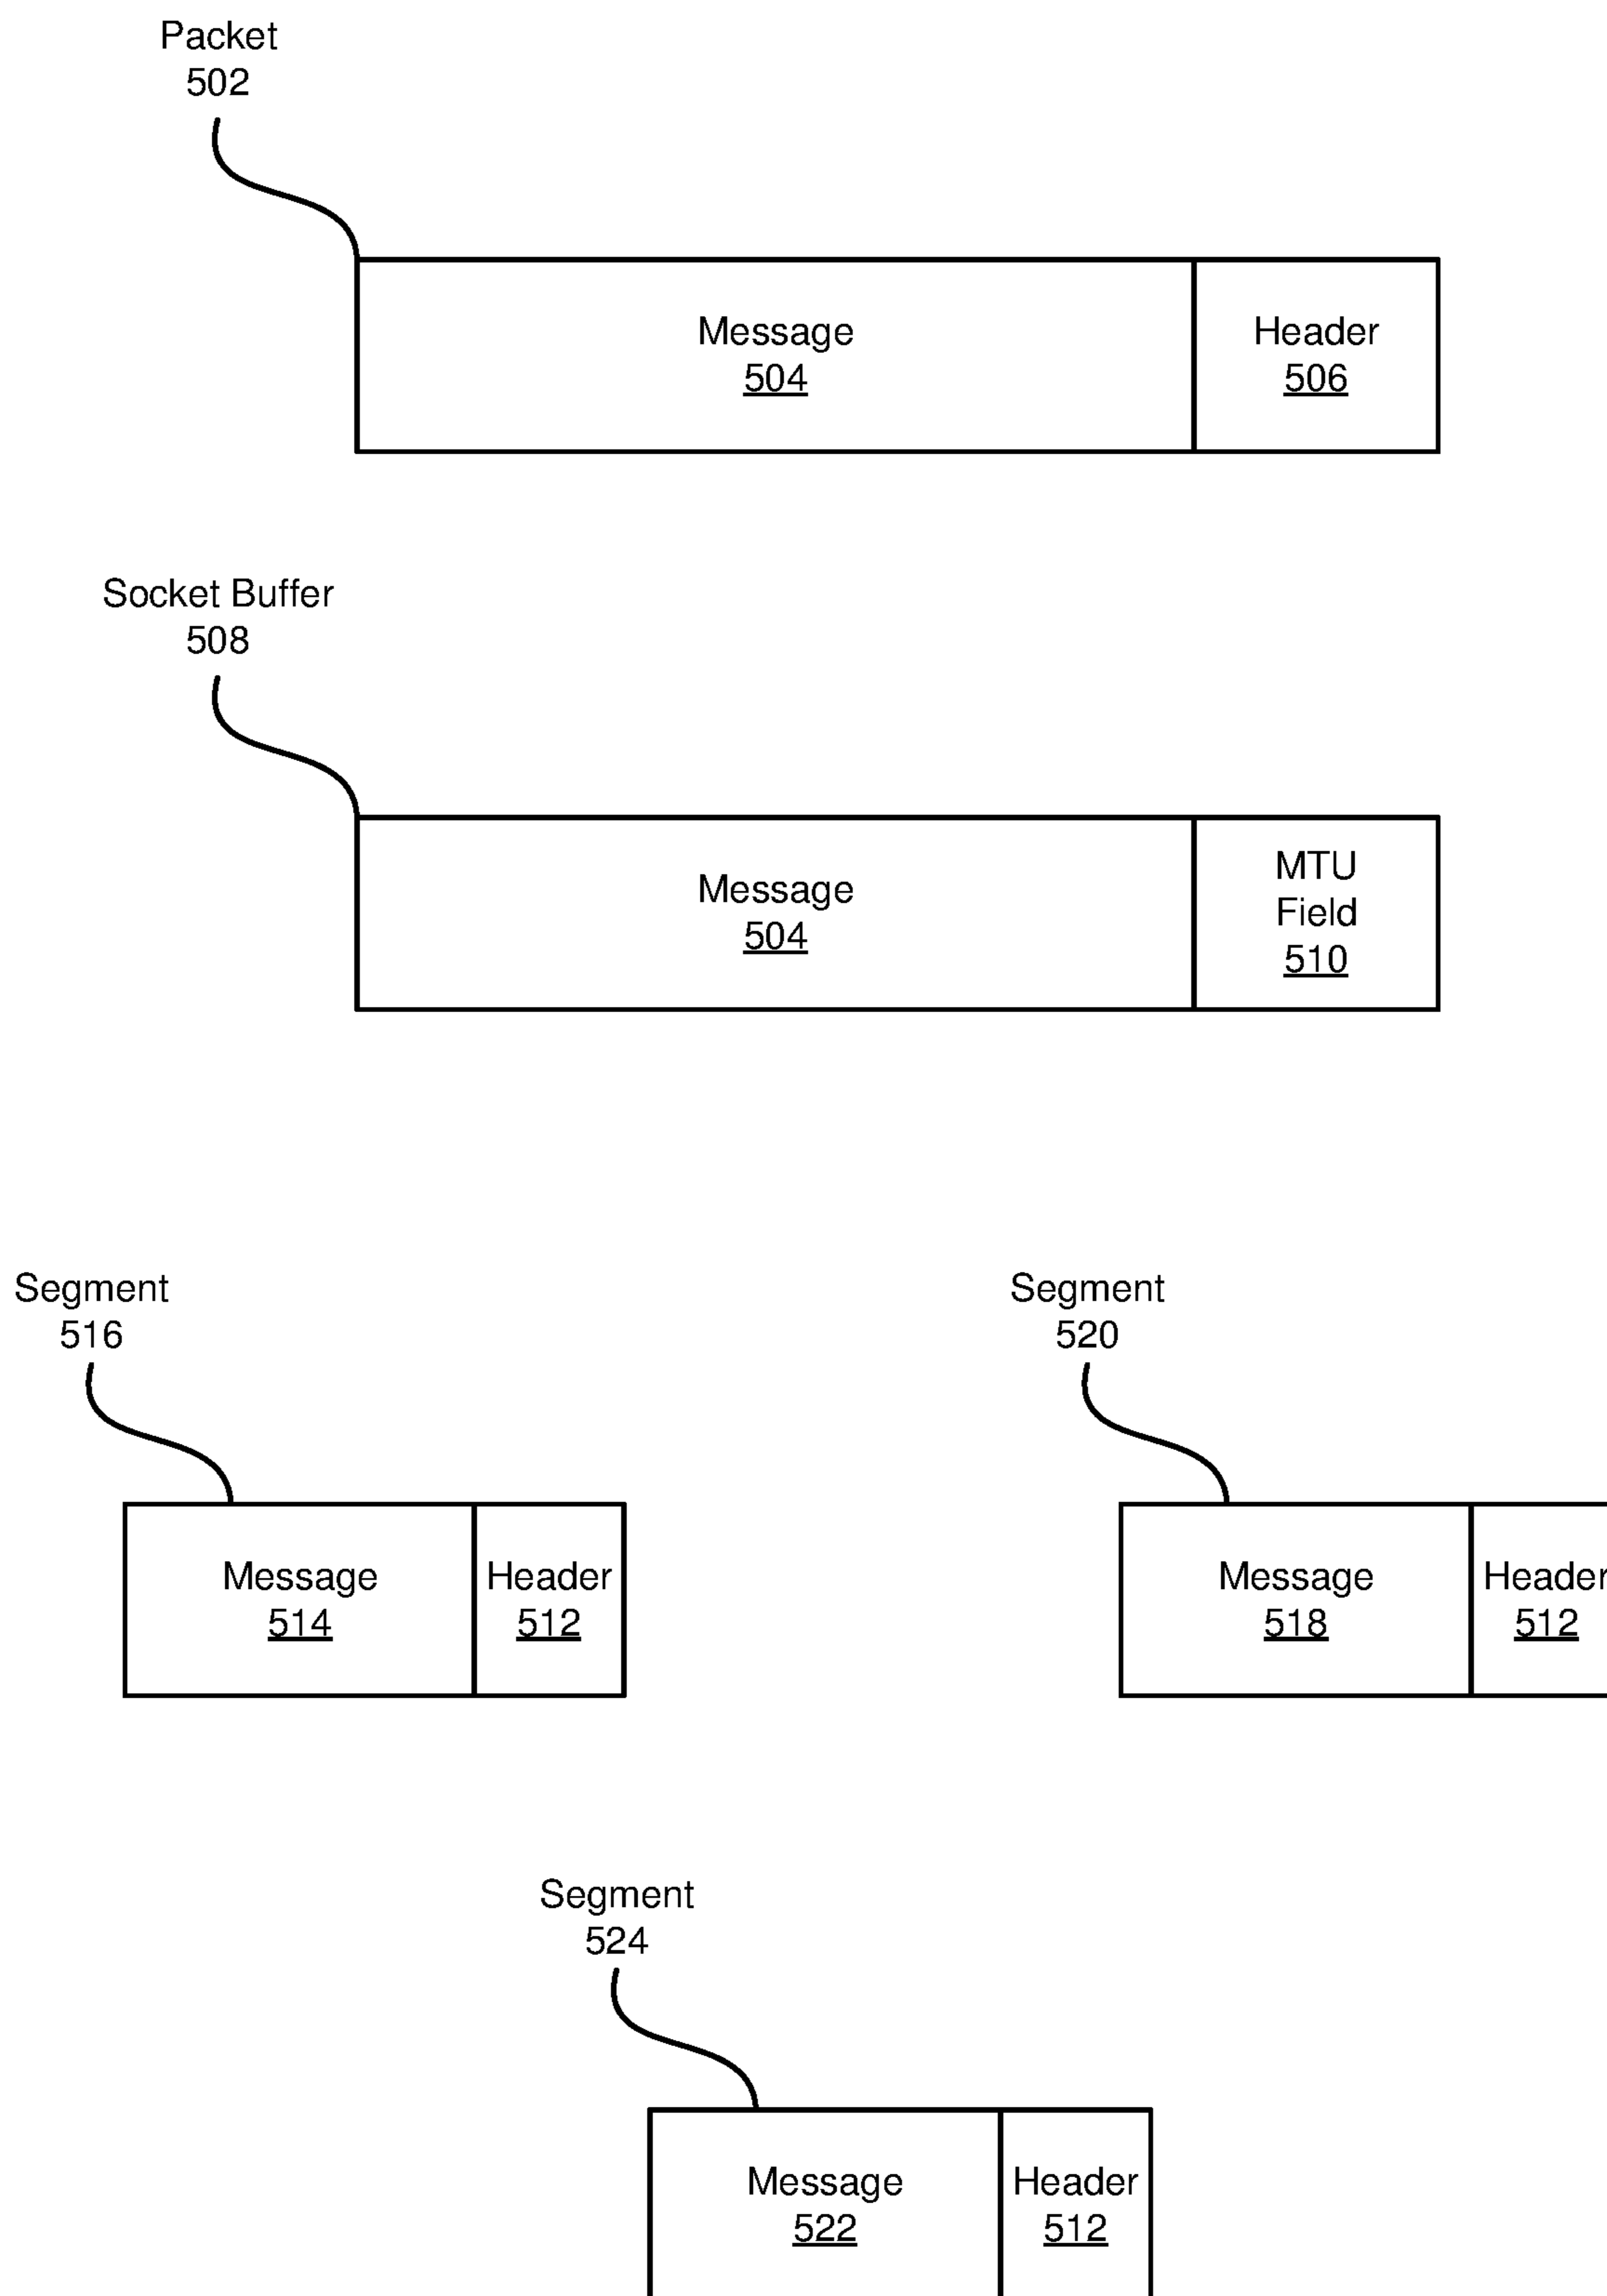 Packet
502
Message
504
Header
506
Socket Buffer
508
Message
504
MTU
Field
510
Segment
516
Message
514
Header
512
Segment
520
Message
518
Header
512
Segment
524
Message
522
Header
512